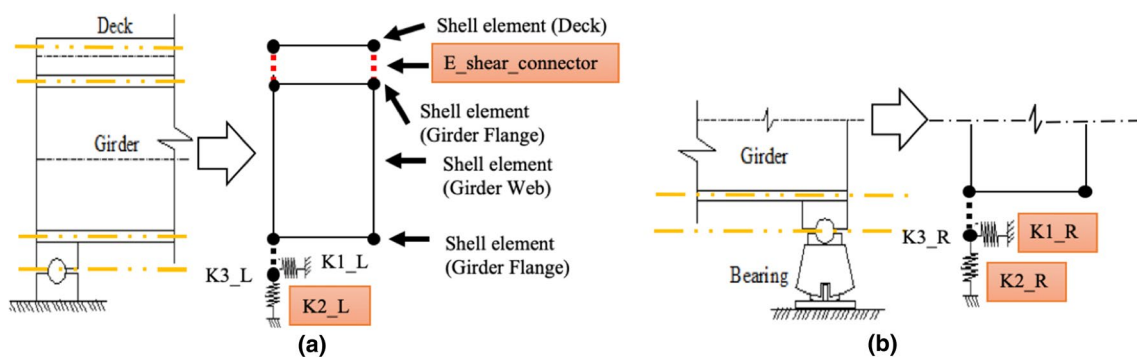 Deck
Girder
Shell element (Deck)
E_shear_connector
Shell element
(Girder Flange)
Shell element
(Girder Web)
Shell element
(Girder Flange)
K3_L
K1_L
K2_L
(a)
Girder
Bearing
K3_R
K1_R
K2_R
(b)